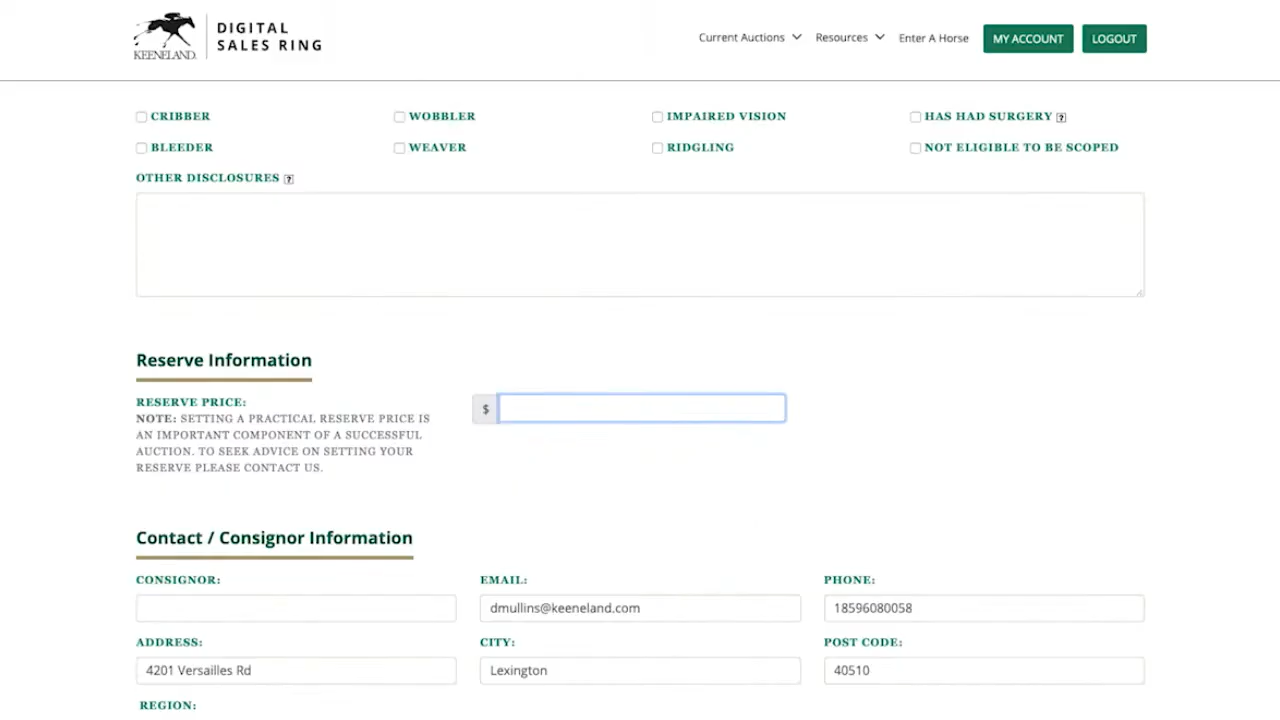 KEENELAND.
DIGITAL
SALES RING
Current Auctions
Resources
Enter A Horse
MY ACCOUNT
LOGOUT
CRIBBER
WOBBLER
IMPAIRED VISION
HAS HAD SURGERY ?
BLEEDER
WEAVER
RIDGLING
NOT ELIGIBLE TO BE SCOPED
OTHER DISCLOSURES ?
Reserve Information
RESERVE PRICE:
NOTE: SETTING A PRACTICAL RESERVE PRICE IS
AN IMPORTANT COMPONENT OF A SUCCESSFUL
AUCTION. TO SEEK ADVICE ON SETTING YOUR
RESERVE PLEASE CONTACT US.
$
Contact / Consignor Information
CONSIGNOR:
EMAIL:
dmullins@keeneland.com
PHONE:
18596080058
ADDRESS:
4201 Versailles Rd
CITY:
Lexington
POST CODE:
40510
REGION: